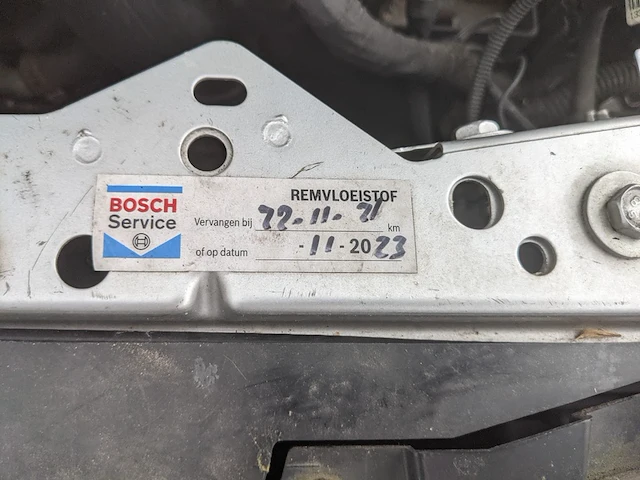 BOSCH
Service
REMVLOEISTOF
Vervangen bij 22-11-21 km
of op datum -11-2023